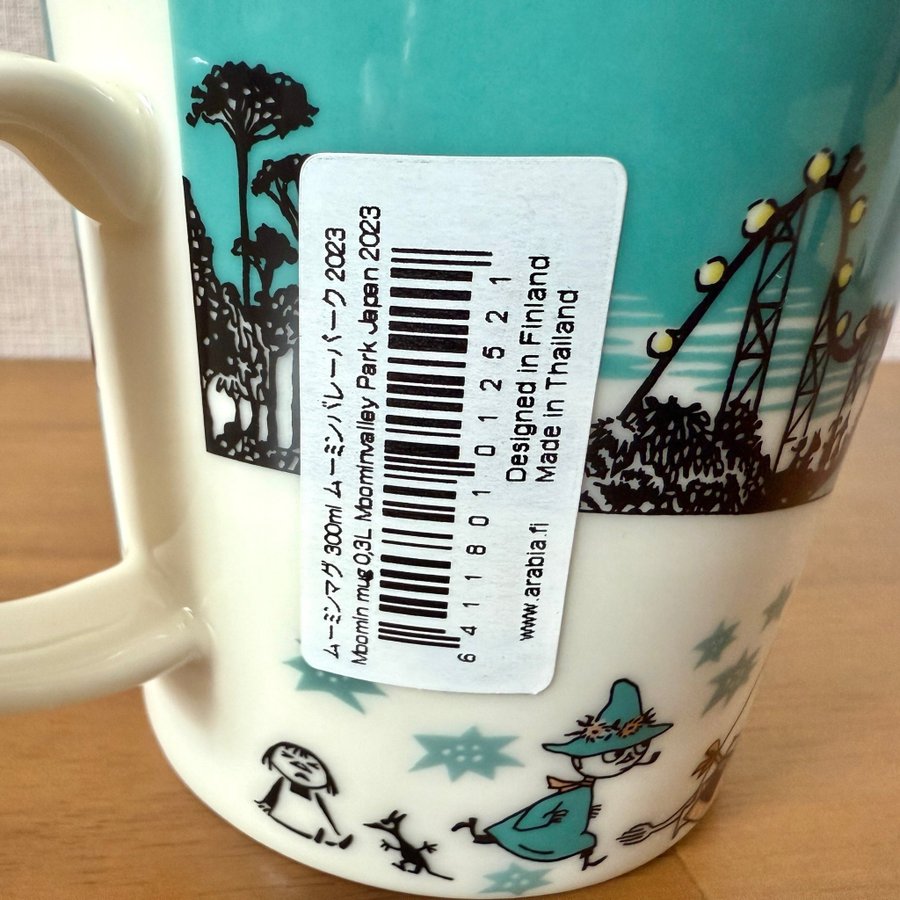 ムーミンマグ 300ml ムーミンバレーパーク 2023
Moomin mug 0,3L Moominvalley Park Japan 2023
6 411801 012521
www.arabia.fi
Designed in Finland
Made in Thailand